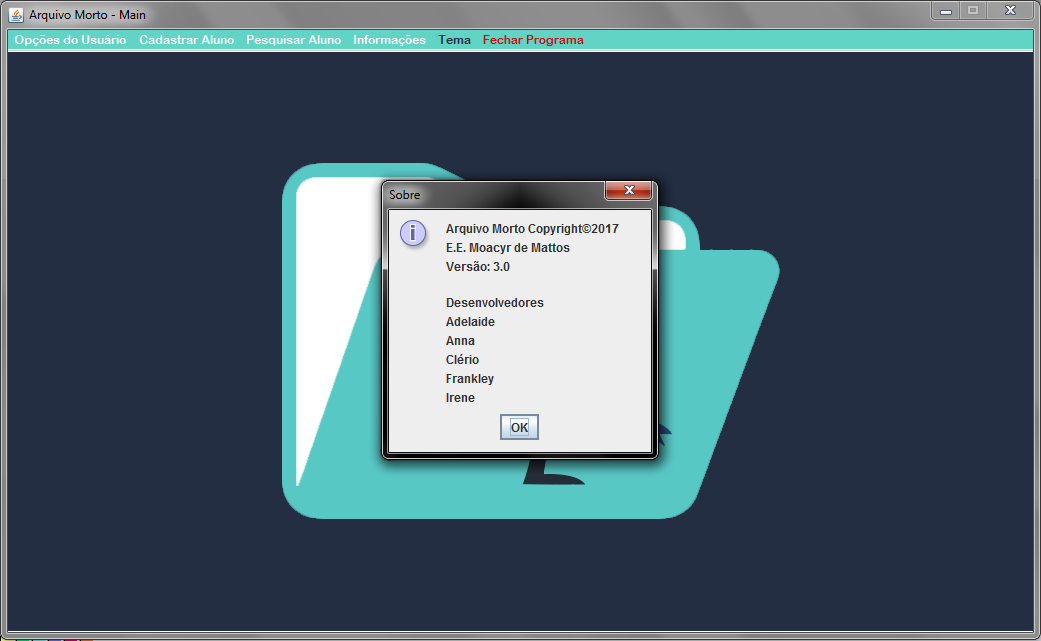 Arquivo Morto - Main
Opções do Usuário Cadastrar Aluno Pesquisar Aluno Informações Tema Fechar Programa
Sobre
Arquivo Morto Copyright©2017
E.E. Moacyr de Mattos
Versão: 3.0
Desenvolvedores
Adelaide
Anna
Clério
Frankley
Irene
OK